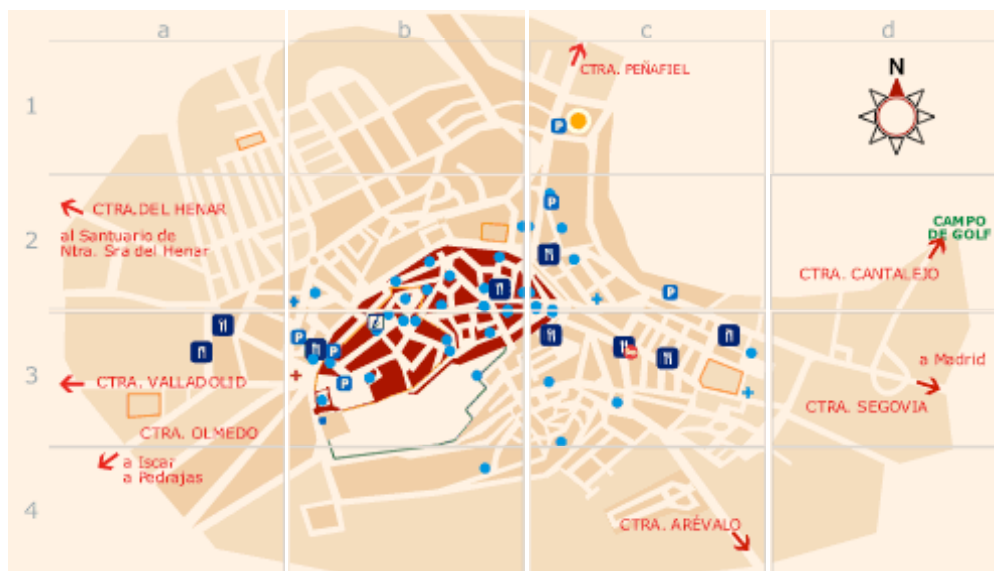 a b c d
N
1
CTRA. PEÑAFIEL
P
P
CTRA.DEL HENAR
al Santuario de
Ntra. Sra del Henar
2
CAMPO
DE GOLF
CTRA. CANTALEJO
P
P
P
3
P
CTRA. VALLADOLID
a Madrid
CTRA. SEGOVIA
CTRA. OLMEDO
a Iscar
a Pedrajas
4
CTRA. ARÉVALO